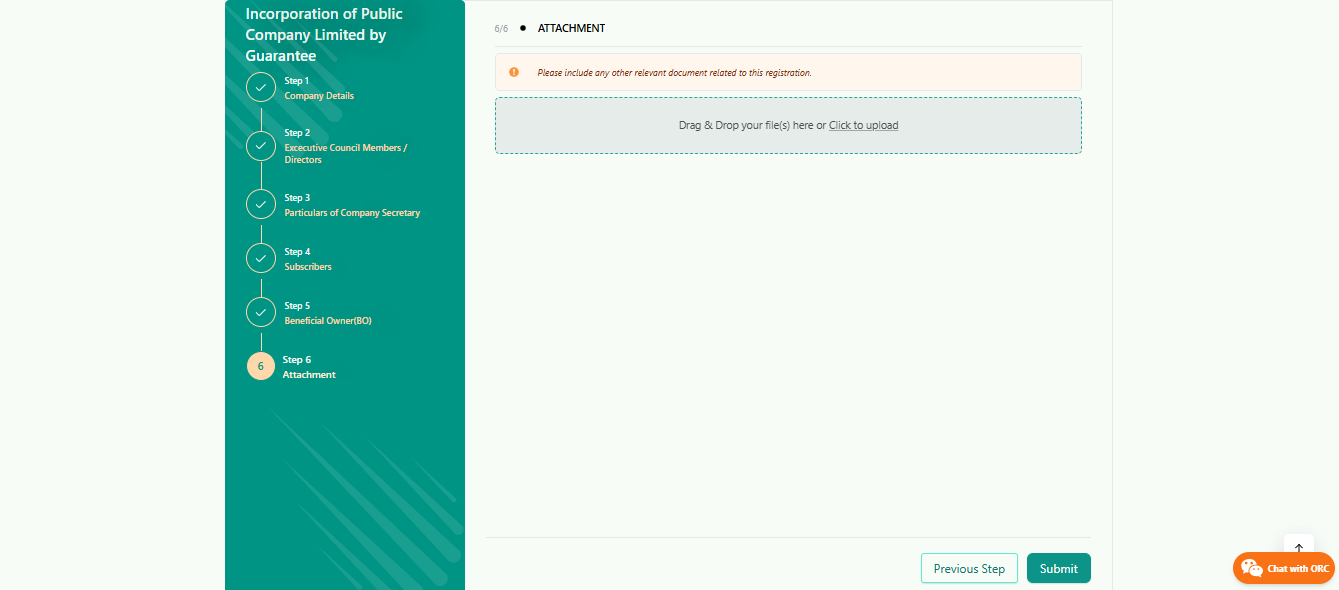 Incorporation of Public
Company Limited by
Guarantee
Step 1
Company Details
Step 2
Excecutive Council Members /
Directors
Step 3
Particulars of Company Secretary
Step 4
Subscribers
Step 5
Beneficial Owner(BO)
6
Step 6
Attachment
6/6 ● ATTACHMENT
Please include any other relevant document related to this registration.
Drag & Drop your file(s) here or Click to upload
Previous Step
Submit
Chat with ORC